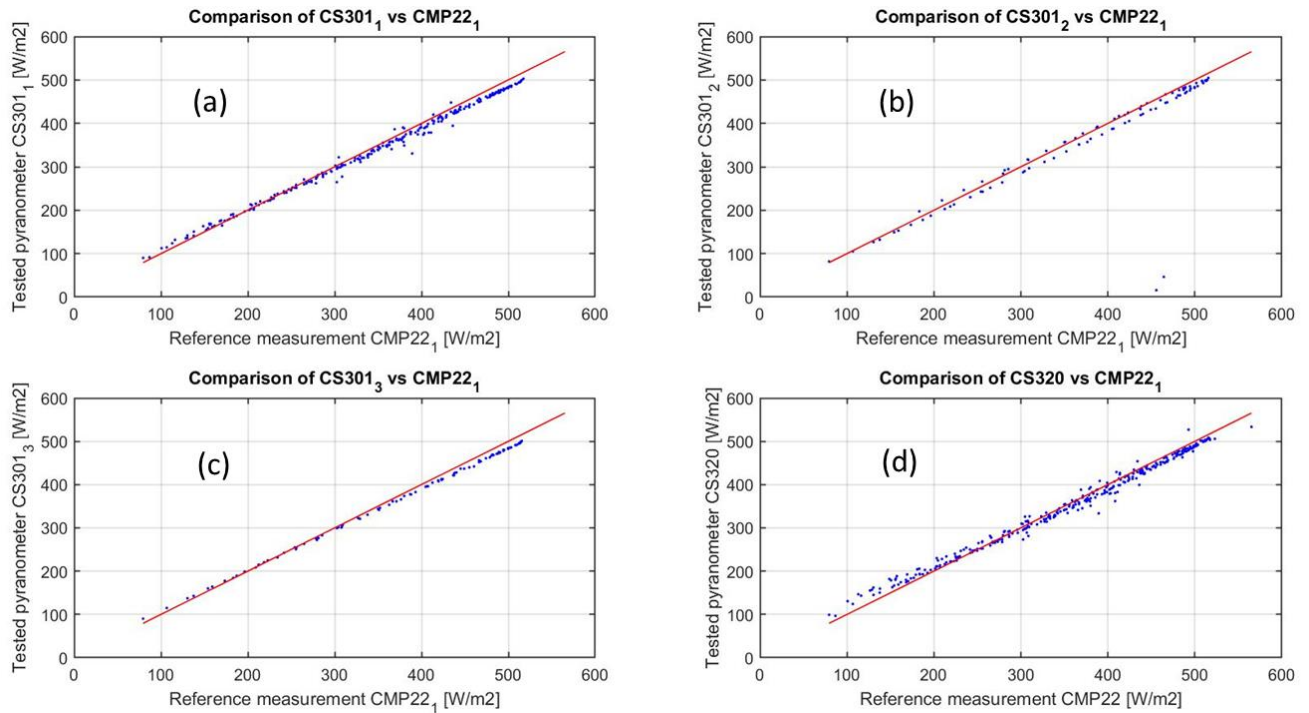 Comparison of CS301₁ vs CMP22₁
600
500
400
300
200
100
0
0 100 200 300 400 500 600
Tested pyranometer CS301₁ [W/m2]
Reference measurement CMP22₁ [W/m2]
(a)
Comparison of CS301₂ vs CMP22₁
600
500
400
300
200
100
0
0 100 200 300 400 500 600
Tested pyranometer CS301₂ [W/m2]
Reference measurement CMP22₁ [W/m2]
(b)
Comparison of CS301₃ vs CMP22₁
600
500
400
300
200
100
0
0 100 200 300 400 500 600
Tested pyranometer CS301₃ [W/m2]
Reference measurement CMP22₁ [W/m2]
(c)
Comparison of CS320 vs CMP22₁
600
500
400
300
200
100
0
0 100 200 300 400 500 600
Tested pyranometer CS320 [W/m2]
Reference measurement CMP22 [W/m2]
(d)